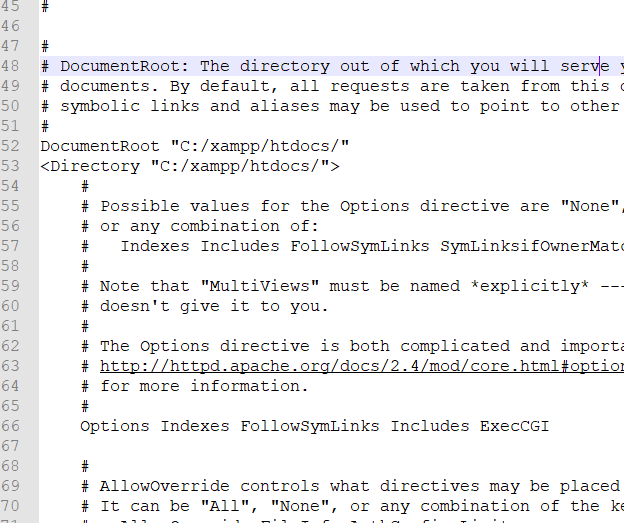 45 #
46
47 #
48 # DocumentRoot: The directory out of which you will serve
49 # documents. By default, all requests are taken from this
50 # symbolic links and aliases may be used to point to other
51 #
52 DocumentRoot "C:/xampp/htdocs/"
53 <Directory "C:/xampp/htdocs/">
54 #
55 # Possible values for the Options directive are "None",
56 # or any combination of:
57 #   Indexes Includes FollowSymLinks SymLinksifOwnerMatc
58 #
59 # Note that "MultiViews" must be named *explicitly* ---
60 # doesn't give it to you.
61 #
62 # The Options directive is both complicated and importa
63 # http://httpd.apache.org/docs/2.4/mod/core.html#option
64 # for more information.
65 #
66 Options Indexes FollowSymLinks Includes ExecCGI
67
68 #
69 # AllowOverride controls what directives may be placed
70 # It can be "All", "None", or any combination of the ke